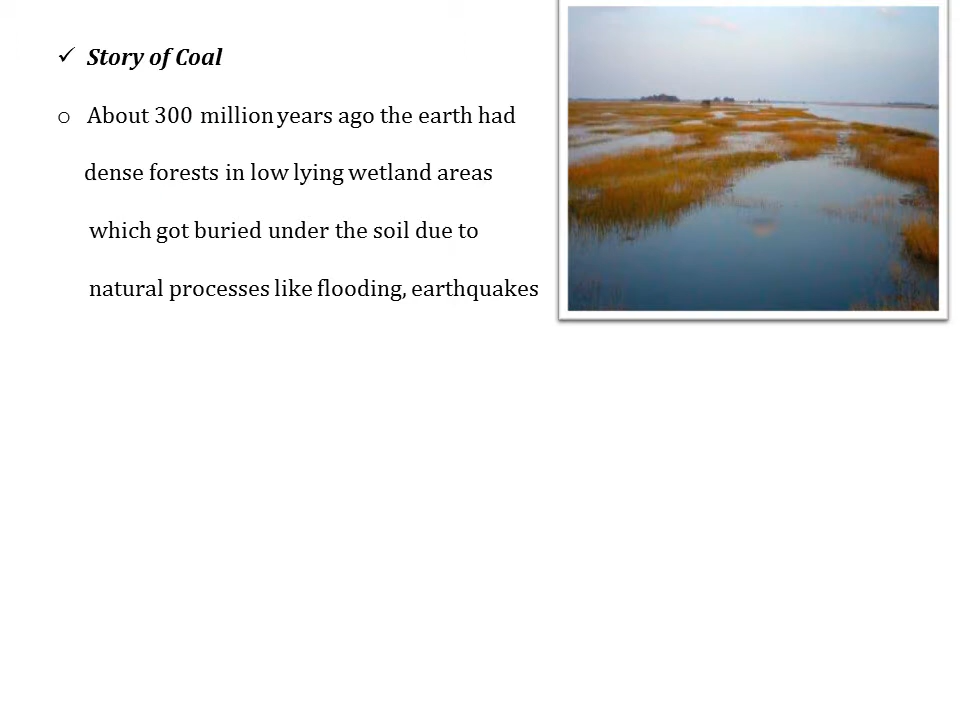 ✓ Story of Coal
o About 300 million years ago the earth had
dense forests in low lying wetland areas
which got buried under the soil due to
natural processes like flooding, earthquakes